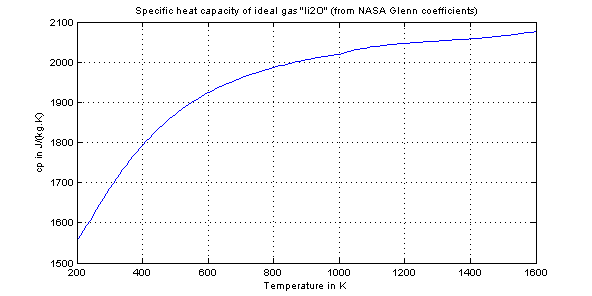 Specific heat capacity of ideal gas "li2O" (from NASA Glenn coefficients)
2100
2000
1900
1800
1700
1600
1500
cp in J/(kg.K)
200 400 600 800 1000 1200 1400 1600
Temperature in K